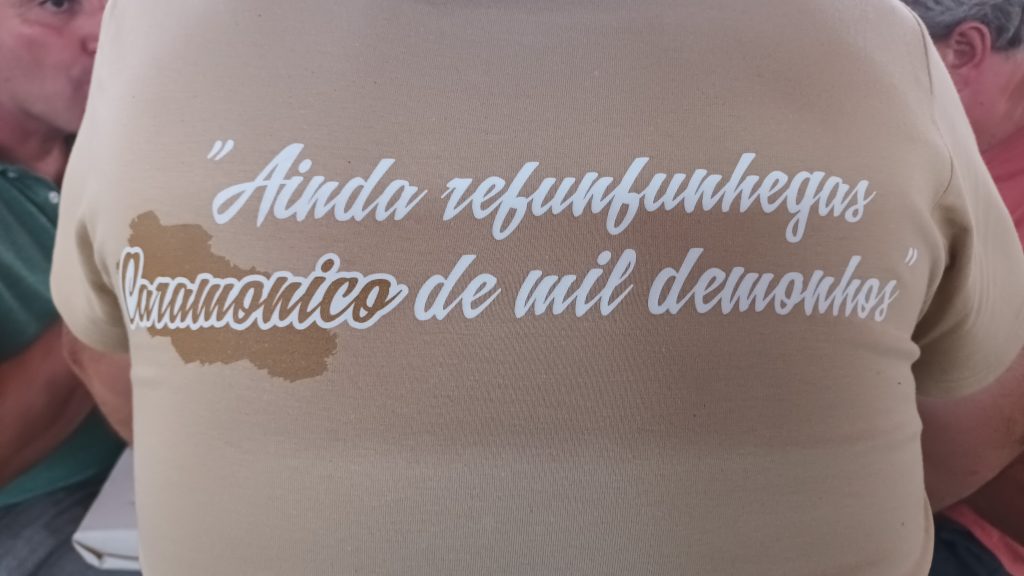 "Ainda refunfunhegas
Caramonico de mil demonhos"